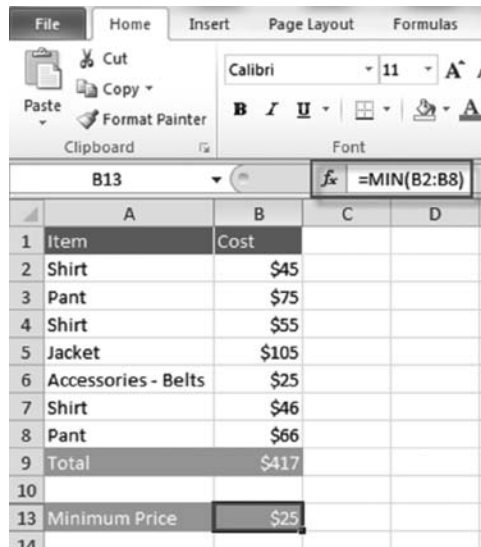 File Home Insert Page Layout Formulas
Cut
Copy
Paste
Format Painter
Clipboard
Calibri 11 A
B I U A
Font
B13 fx =MIN(B2:B8)
A B C D
1 Item Cost
2 Shirt $45
3 Pant $75
4 Shirt $55
5 Jacket $105
6 Accessories - Belts $25
7 Shirt $46
8 Pant $66
9 Total $417
10
13 Minimum Price $25
14